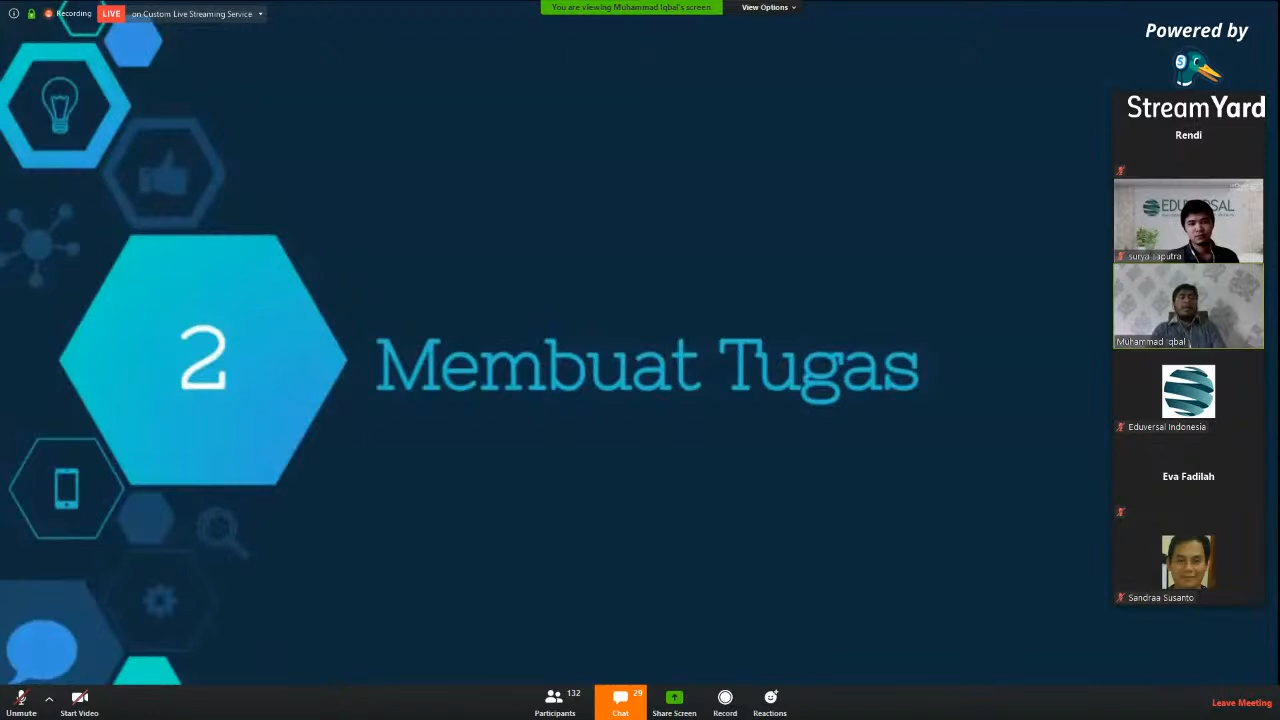 Recording
LIVE
on Custom Live Streaming Service
You are viewing Muhammad Iqbal's screen
View Options
Powered by
S
StreamYard
Rendi
EDUVERSAL
surya saputra
Muhammad Iqbal
Eduversal Indonesia
Eva Fadilah
Sandraa Susanto
2
Membuat Tugas
Unmute
Start Video
132
Participants
29
Chat
Share Screen
Record
Reactions
Leave Meeting